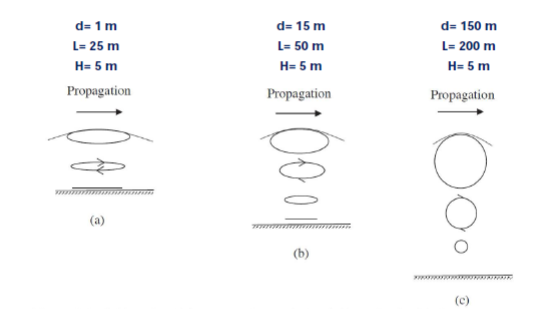 d= 1 m
L= 25 m
H= 5 m
Propagation
(a)
d= 15 m
L= 50 m
H= 5 m
Propagation
(b)
d= 150 m
L= 200 m
H= 5 m
Propagation
(c)